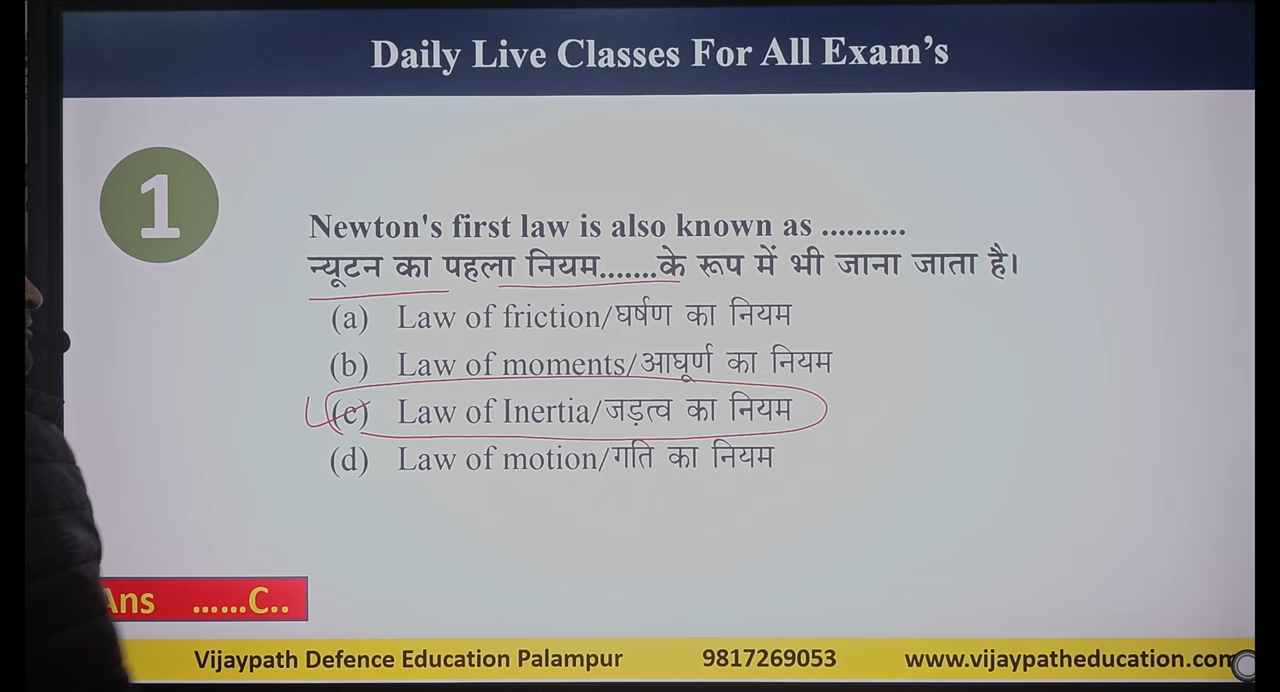 Daily Live Classes For All Exam's
1
Newton's first law is also known as ..........
न्यूटन का पहला नियम.......के रूप में भी जाना जाता है।
(a) Law of friction/घर्षण का नियम
(b) Law of moments/आघूर्ण का नियम
(c) Law of Inertia/जड़त्व का नियम
(d) Law of motion/गति का नियम
Ans ......C..
Vijaypath Defence Education Palampur 9817269053 www.vijaypatheducation.com